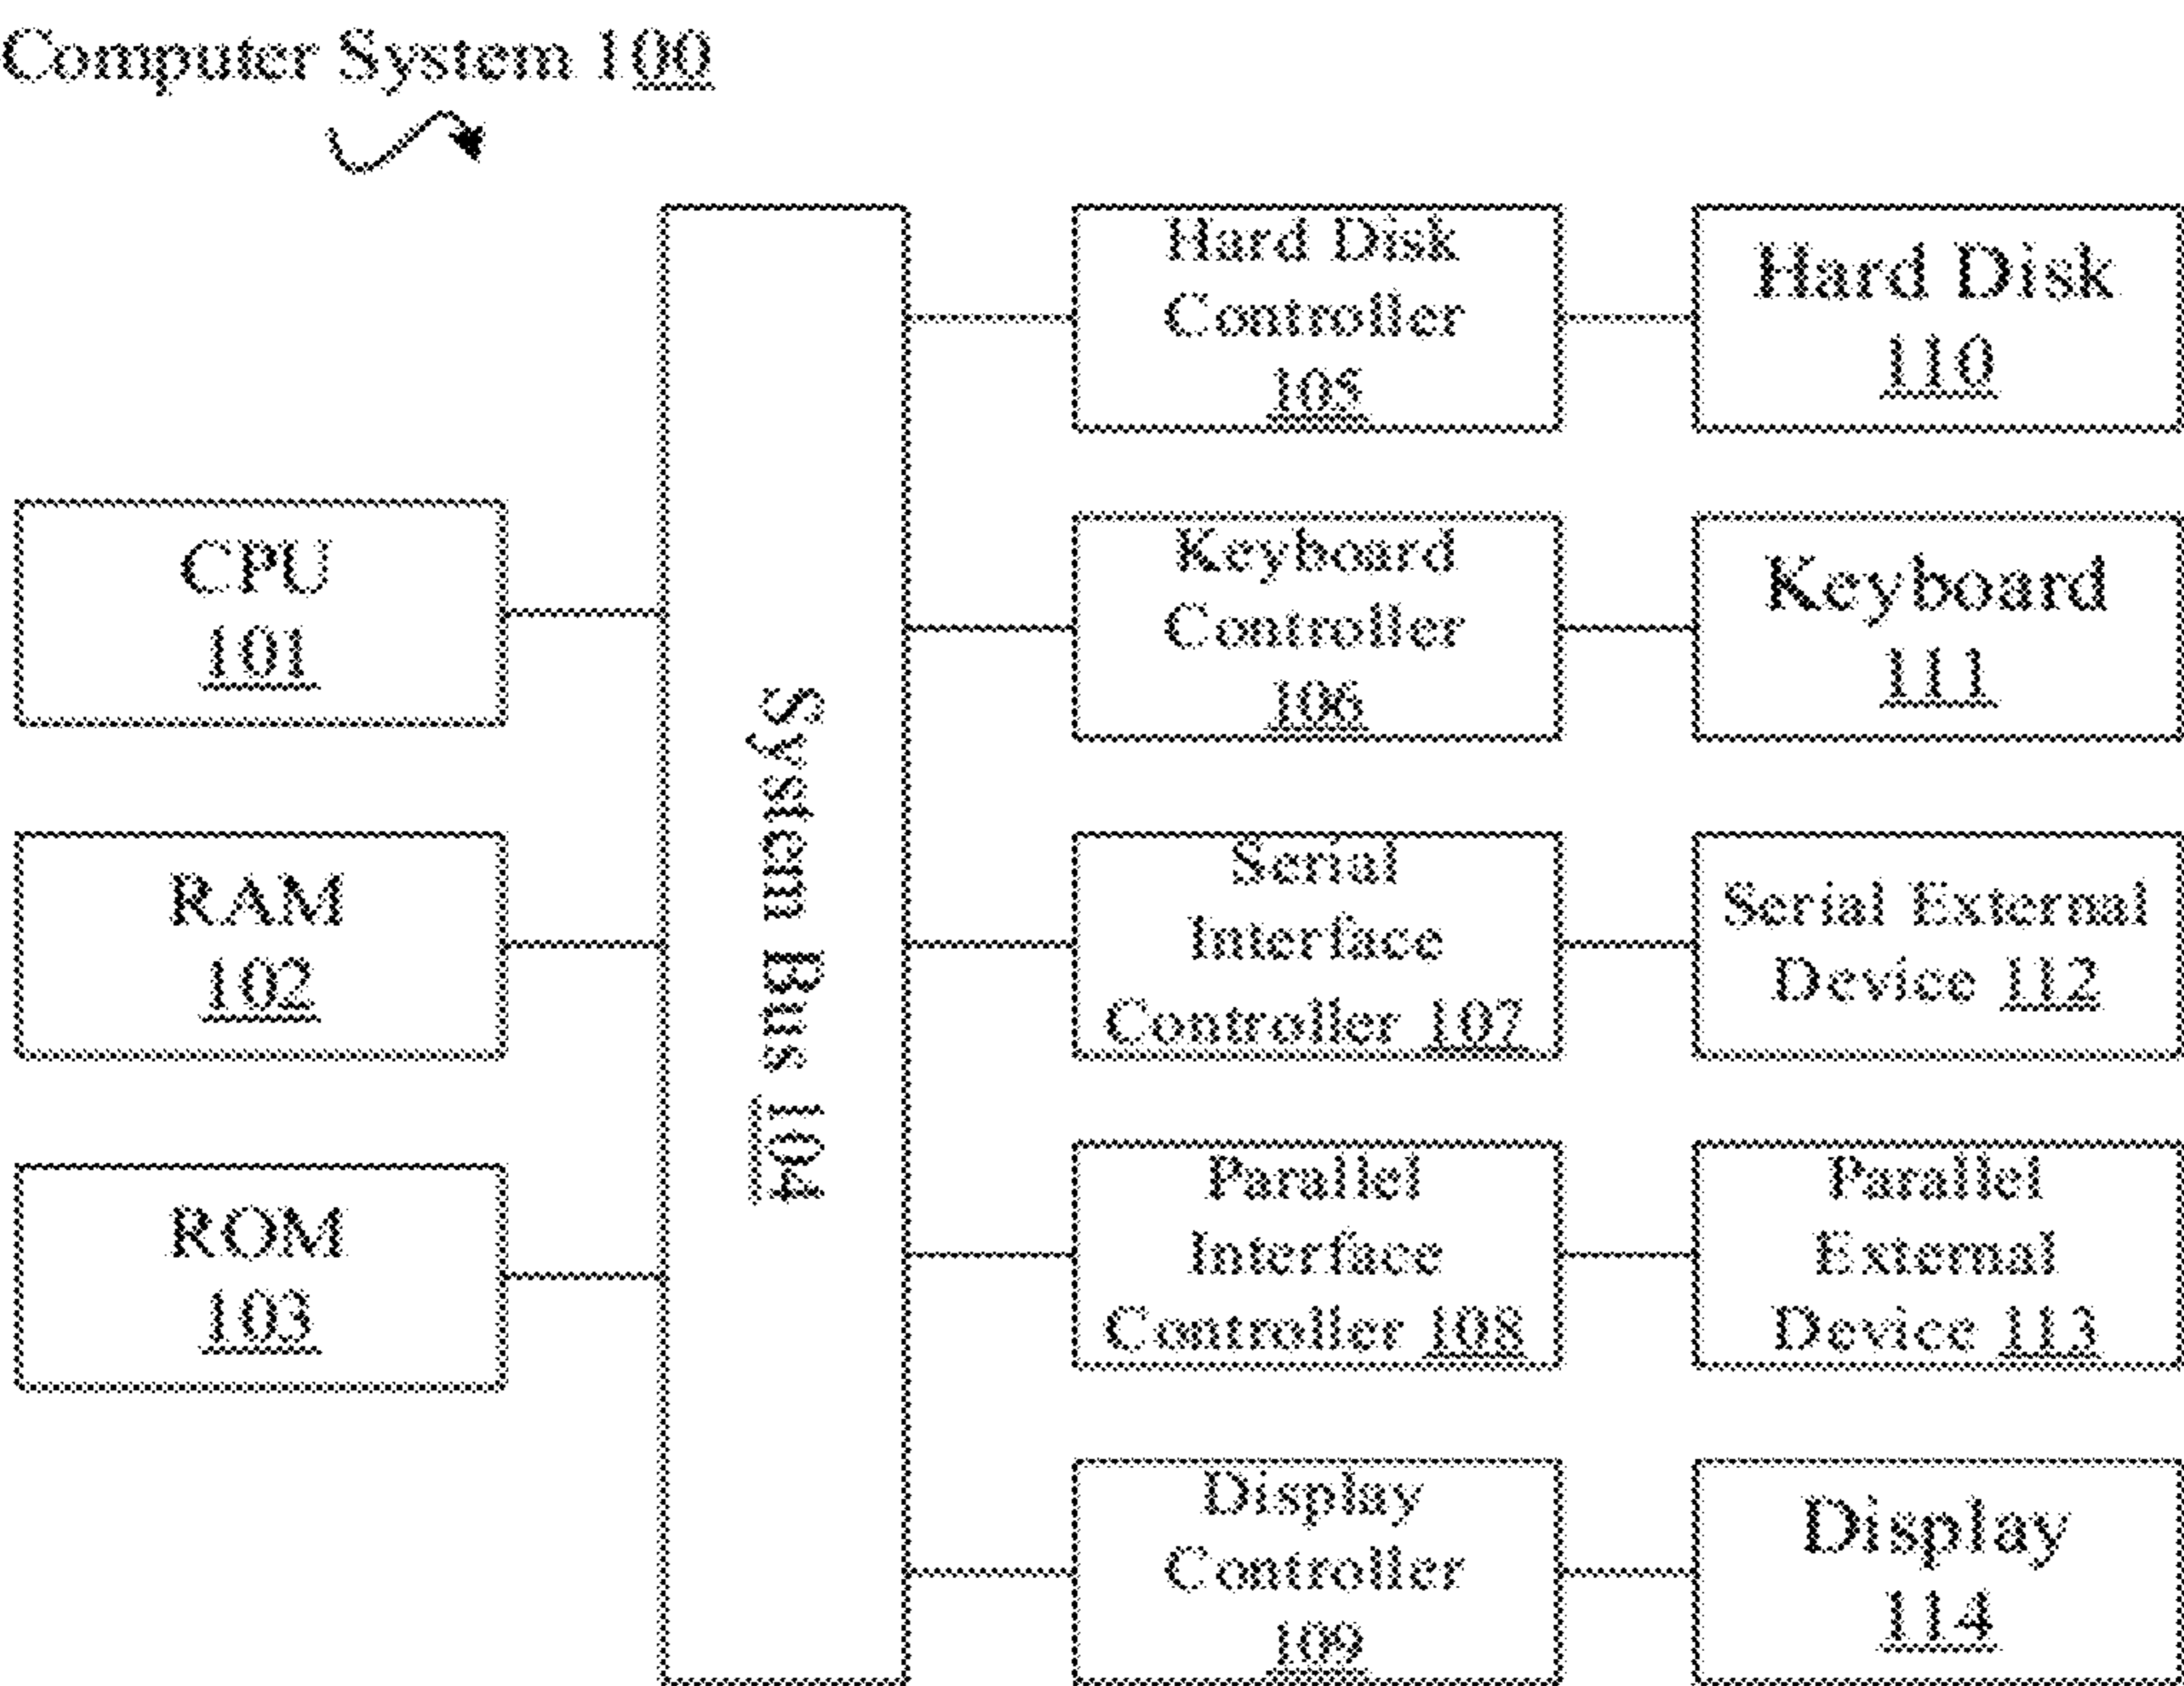 Computer System 100
CPU
101
RAM
102
ROM
103
System Bus 104
Hard Disk
Controller
105
Hard Disk
110
Keyboard
Controller
106
Keyboard
111
Serial
Interface
Controller 107
Serial External
Device 112
Parallel
Interface
Controller 108
Parallel
External
Device 113
Display
Controller
109
Display
114